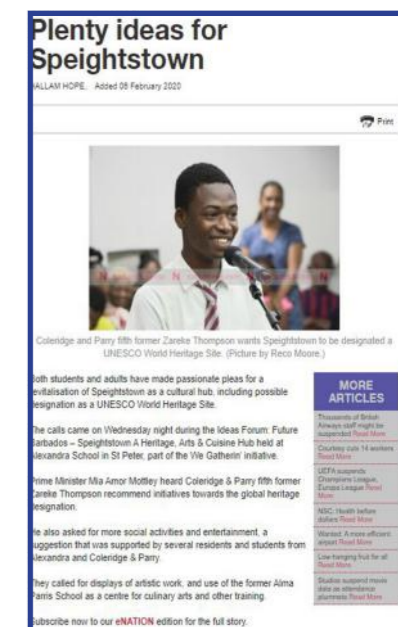 Plenty ideas for
Speightstown
HALLAM HOPE, Added 08 February 2020
Print
Coleridge and Parry fifth former Zareke Thompson wants Speightstown to be designated a
UNESCO World Heritage Site. (Picture by Reco Moore.)
Both students and adults have made passionate pleas for a
revitalisation of Speightstown as a cultural hub, including possible
designation as a UNESCO World Heritage Site.
The calls came on Wednesday night during the Ideas Forum: Future
Barbados – Speightstown A Heritage, Arts & Cuisine Hub held at
Alexandra School in St Peter, part of the We Gatherin' initiative.
Prime Minister Mia Amor Mottley heard Coleridge & Parry fifth former
Zareke Thompson recommend initiatives towards the global heritage
designation.
He also asked for more social activities and entertainment, a
suggestion that was supported by several residents and students from
Alexandra and Coleridge & Parry.
They called for displays of artistic work, and use of the former Alma
Parris School as a centre for culinary arts and other training.
Subscribe now to our eNATION edition for the full story.
MORE
ARTICLES
Thousands of British
Airways staff might be
suspended Read More
Courtesy cuts 14 workers
Read More
UEFA suspends
Champions League,
Europa League Read
More
NSC: Health before
dollars Read More
Wanted: A more efficient
airport Read More
Low-hanging fruit for all
Read More
Studios suspend movie
date as attendance
plummets Read More